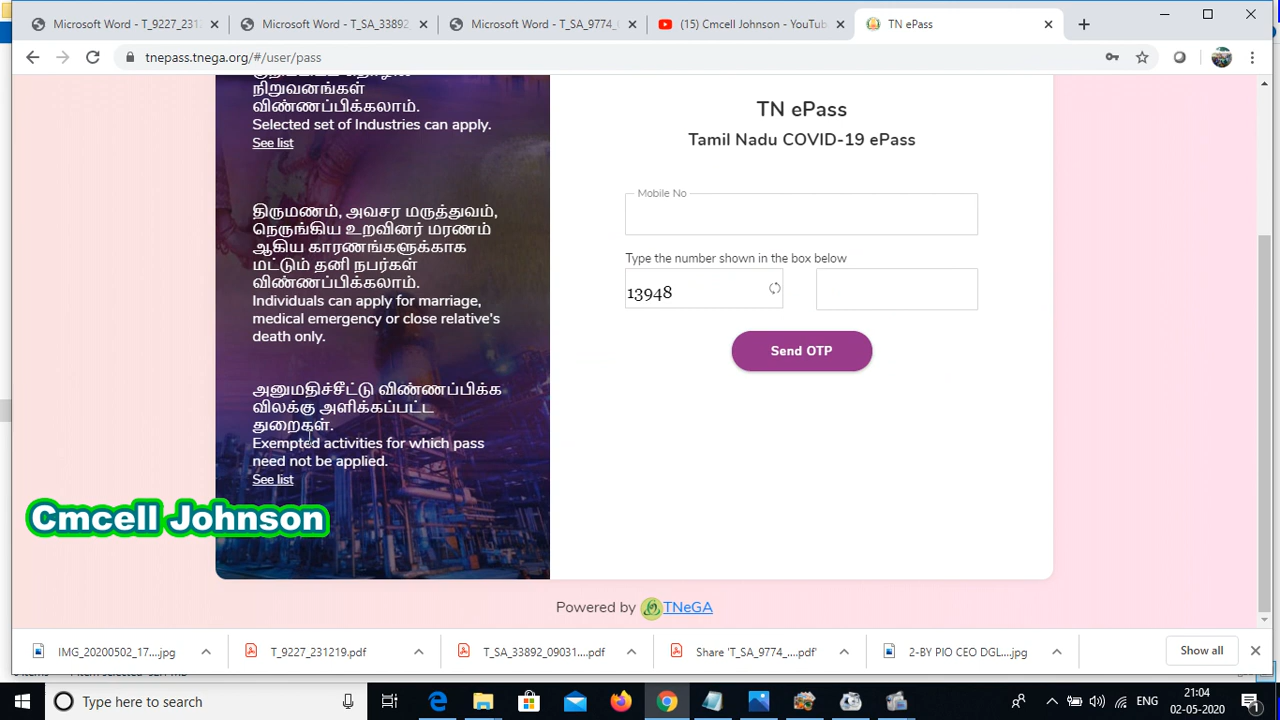 Microsoft Word - T_9227_2312
Microsoft Word - T_SA_33892_
Microsoft Word - T_SA_9774_
(15) Cmcell Johnson - YouTub
TN ePass
tnepass.tnega.org/#/user/pass
நிறுவனங்கள்
விண்ணப்பிக்கலாம்.
Selected set of Industries can apply.
See list
திருமணம், அவசர மருத்துவம்,
நெருங்கிய உறவினர் மரணம்
ஆகிய காரணங்களுக்காக
மட்டும் தனி நபர்கள்
விண்ணப்பிக்கலாம்.
Individuals can apply for marriage,
medical emergency or close relative's
death only.
அனுமதிச்சீட்டு விண்ணப்பிக்க
விலக்கு அளிக்கப்பட்ட
துறைகள்.
Exempted activities for which pass
need not be applied.
See list
Cmcell Johnson
TN ePass
Tamil Nadu COVID-19 ePass
Mobile No
Type the number shown in the box below
13948
Send OTP
Powered by TNeGA
IMG_20200502_17....jpg
T_9227_231219.pdf
T_SA_33892_09031....pdf
Share 'T_SA_9774_....pdf'
2-BY PIO CEO DGL....jpg
Show all
Type here to search
ENG
21:04
02-05-2020
1